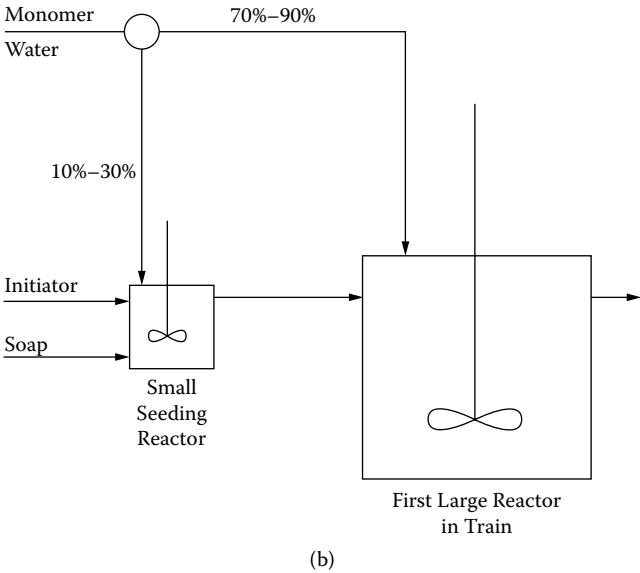 Monomer
Water
70%–90%
10%–30%
Initiator
Soap
Small
Seeding
Reactor
First Large Reactor
in Train
(b)